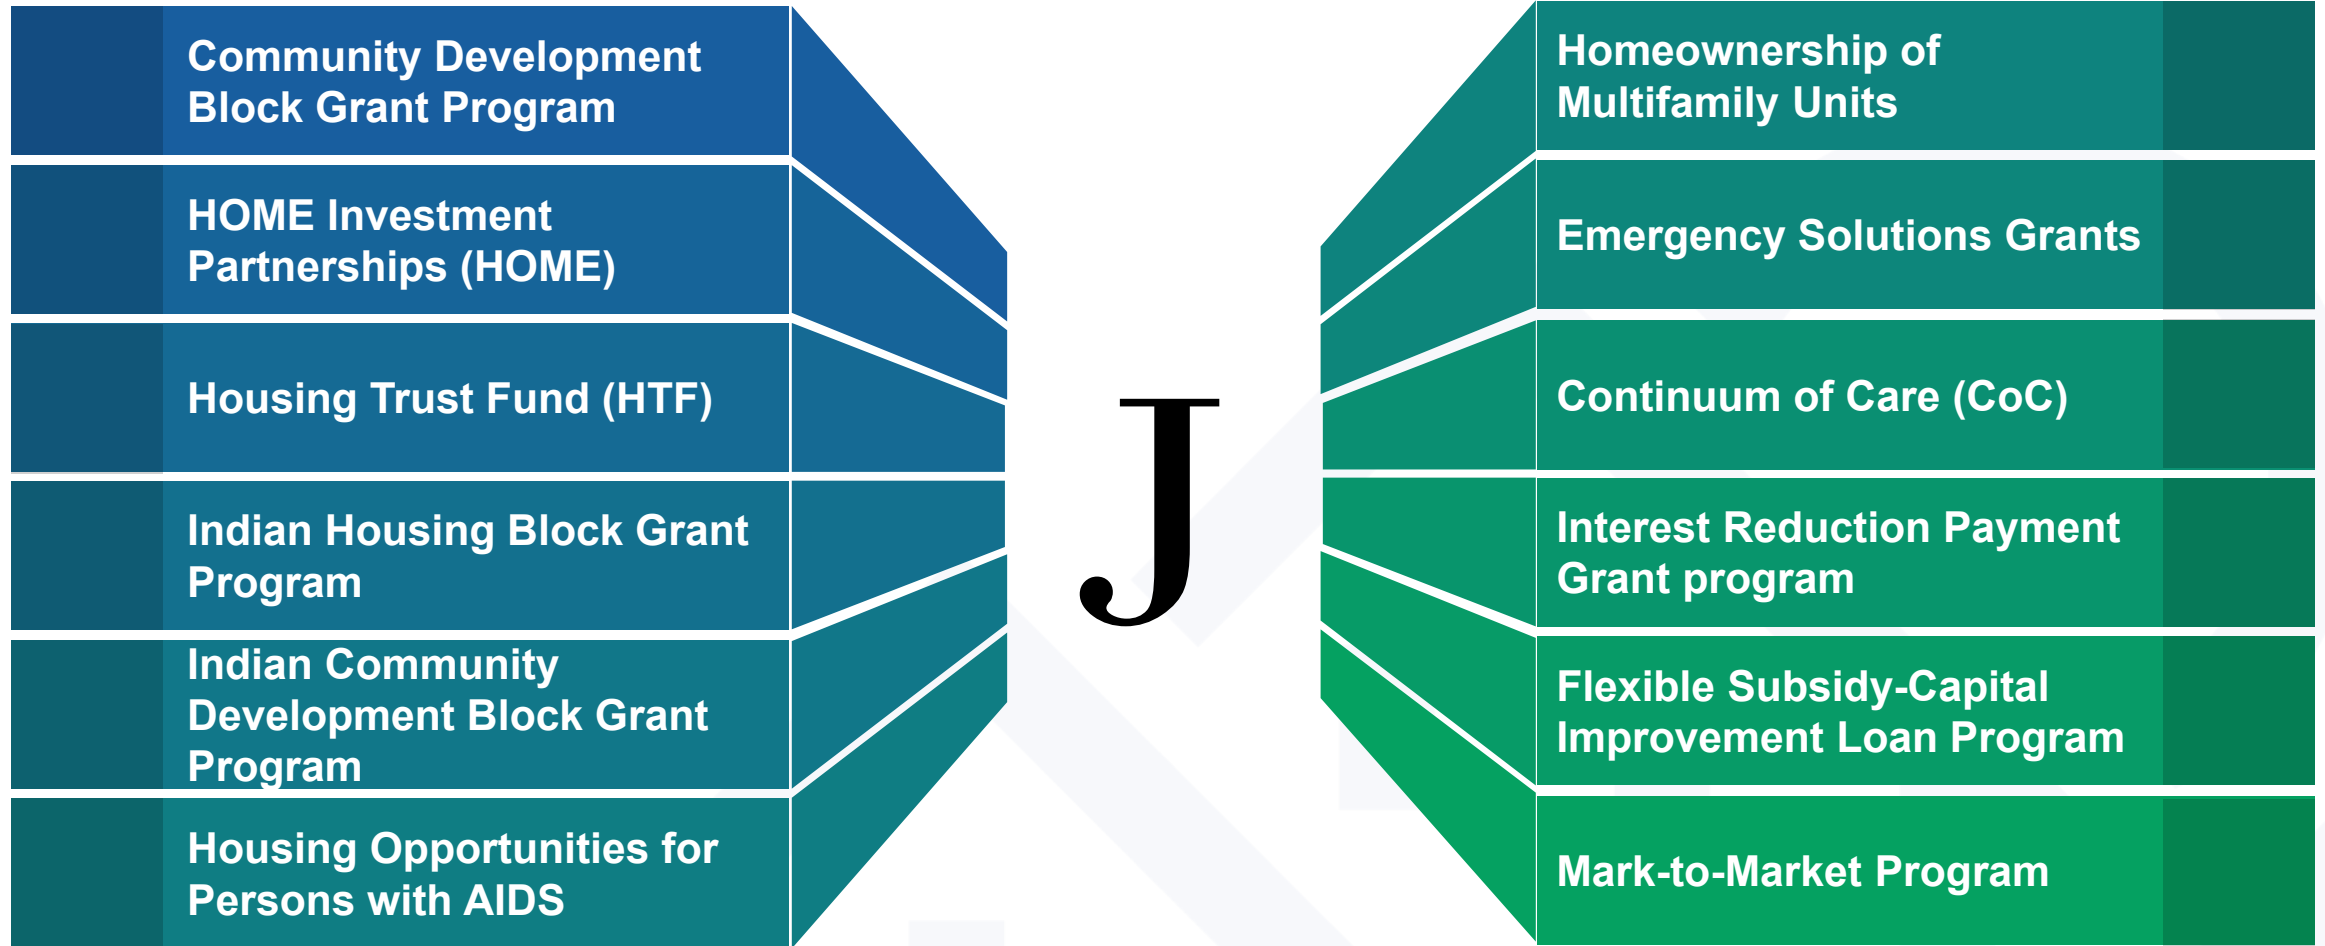 Community Development
Block Grant Program
HOME Investment
Partnerships (HOME)
Housing Trust Fund (HTF)
Indian Housing Block Grant
Program
Indian Community
Development Block Grant
Program
Housing Opportunities for
Persons with AIDS
J
Homeownership of
Multifamily Units
Emergency Solutions Grants
Continuum of Care (CoC)
Interest Reduction Payment
Grant program
Flexible Subsidy-Capital
Improvement Loan Program
Mark-to-Market Program